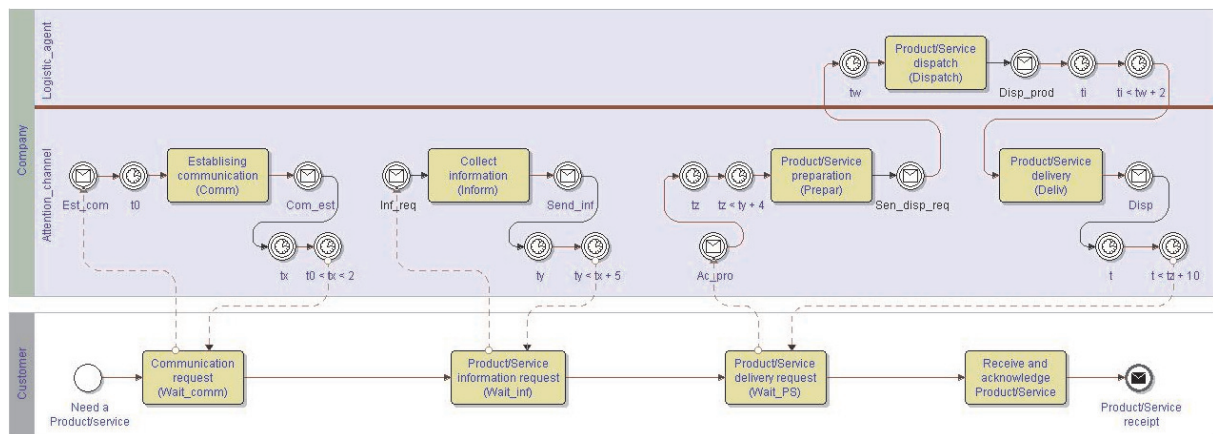 Company
Logistic_agent
tw
Product/Service
dispatch
(Dispatch)
Disp_prod
ti
ti < tw + 2
Attention_channel
Est_com
t0
Establising
communication
(Comm)
Com_est
tx
t0 < tx < 2
Inf_req
Collect
information
(Inform)
Send_inf
ty
ty < tx + 5
Ac_pro
tz
tz < ty + 4
Product/Service
preparation
(Prepar)
Sen_disp_req
Product/Service
delivery
(Deliv)
Disp
t
t < tz + 10
Customer
Need a
Product/service
Communication
request
(Wait_comm)
Product/Service
information request
(Wait_inf)
Product/Service
delivery request
(Wait_PS)
Receive and
acknowledge
Product/Service
Product/Service
receipt